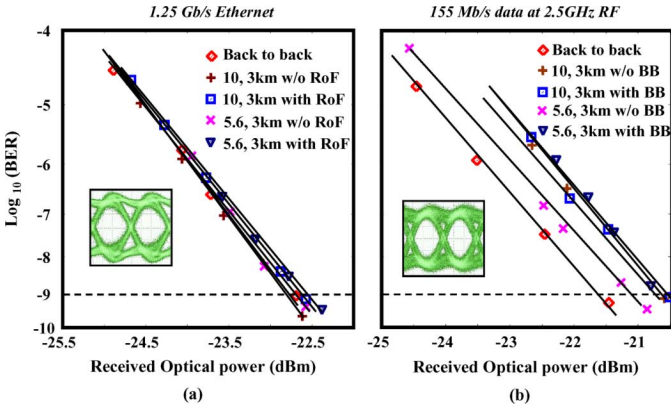 1.25 Gb/s Ethernet
-4
-5
-6
-7
-8
-9
-10
Log 10 (BER)
Back to back
10, 3km w/o RoF
10, 3km with RoF
5.6, 3km w/o RoF
5.6, 3km with RoF
-25.5 -24.5 -23.5 -22.5
Received Optical power (dBm)
(a)
155 Mb/s data at 2.5GHz RF
Back to back
10, 3km w/o BB
10, 3km with BB
5.6, 3km w/o BB
5.6, 3km with BB
-25 -24 -23 -22 -21
Received Optical power (dBm)
(b)